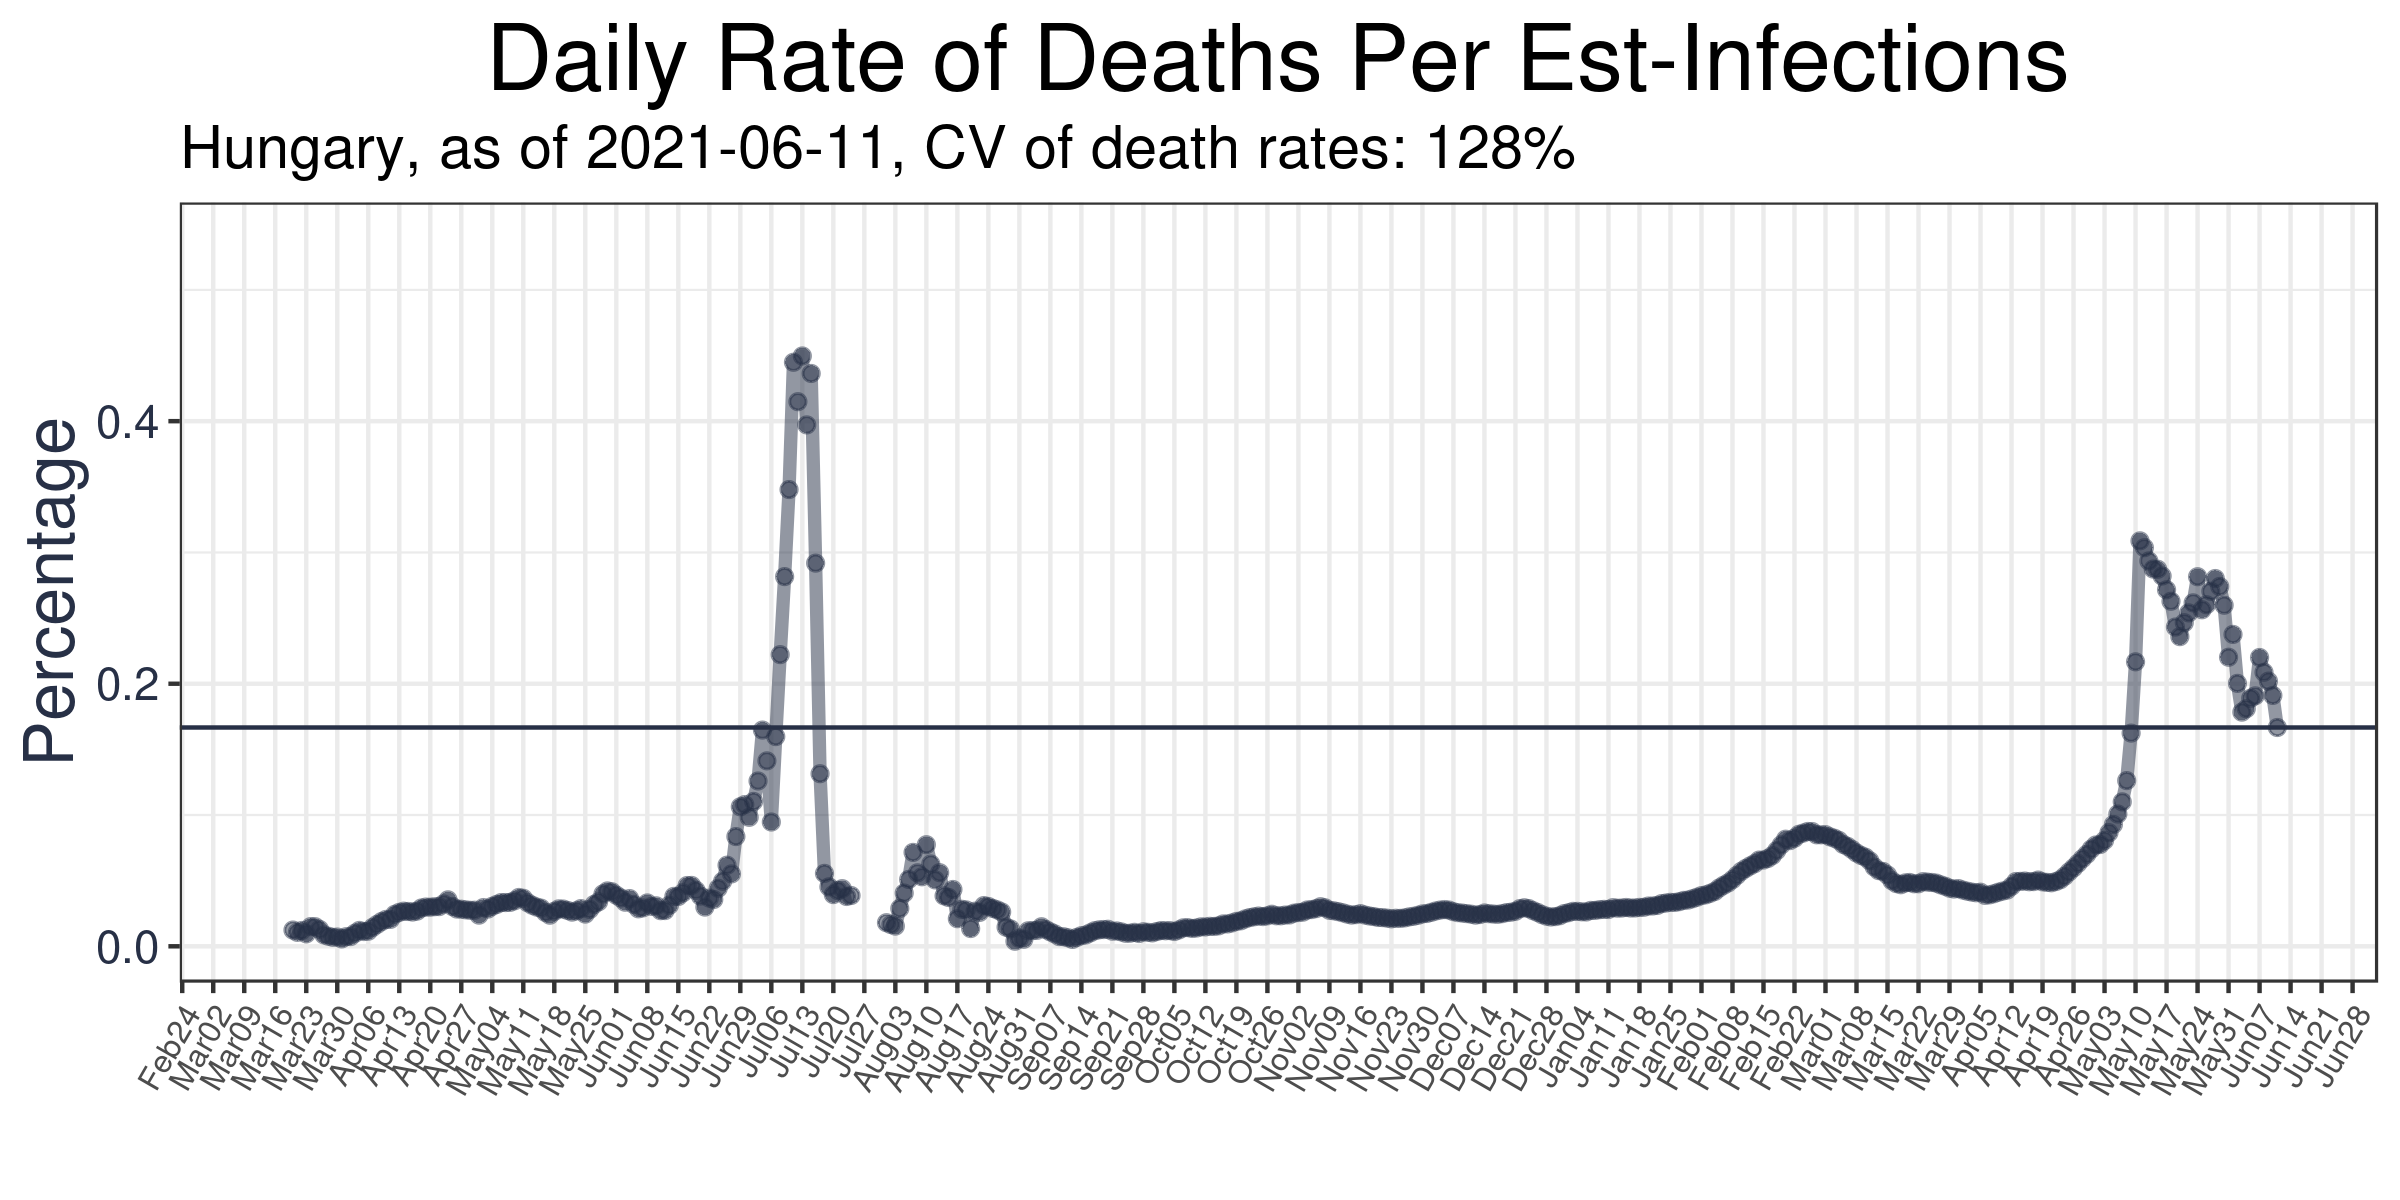 Daily Rate of Deaths Per Est-Infections
Hungary, as of 2021-06-11, CV of death rates: 128%
Percentage
0.4
0.2
0.0
Feb24
Mar02
Mar09
Mar16
Mar23
Mar30
Apr06
Apr13
Apr20
Apr27
May04
May11
May18
May25
Jun01
Jun08
Jun15
Jun22
Jun29
Jul06
Jul13
Jul20
Jul27
Aug03
Aug10
Aug17
Aug24
Aug31
Sep07
Sep14
Sep21
Sep28
Oct05
Oct12
Oct19
Oct26
Nov02
Nov09
Nov16
Nov23
Nov30
Dec07
Dec14
Dec21
Dec28
Jan04
Jan11
Jan18
Jan25
Feb01
Feb08
Feb15
Feb22
Mar01
Mar08
Mar15
Mar22
Mar29
Apr05
Apr12
Apr19
Apr26
May03
May10
May17
May24
May31
Jun07
Jun14
Jun21
Jun28